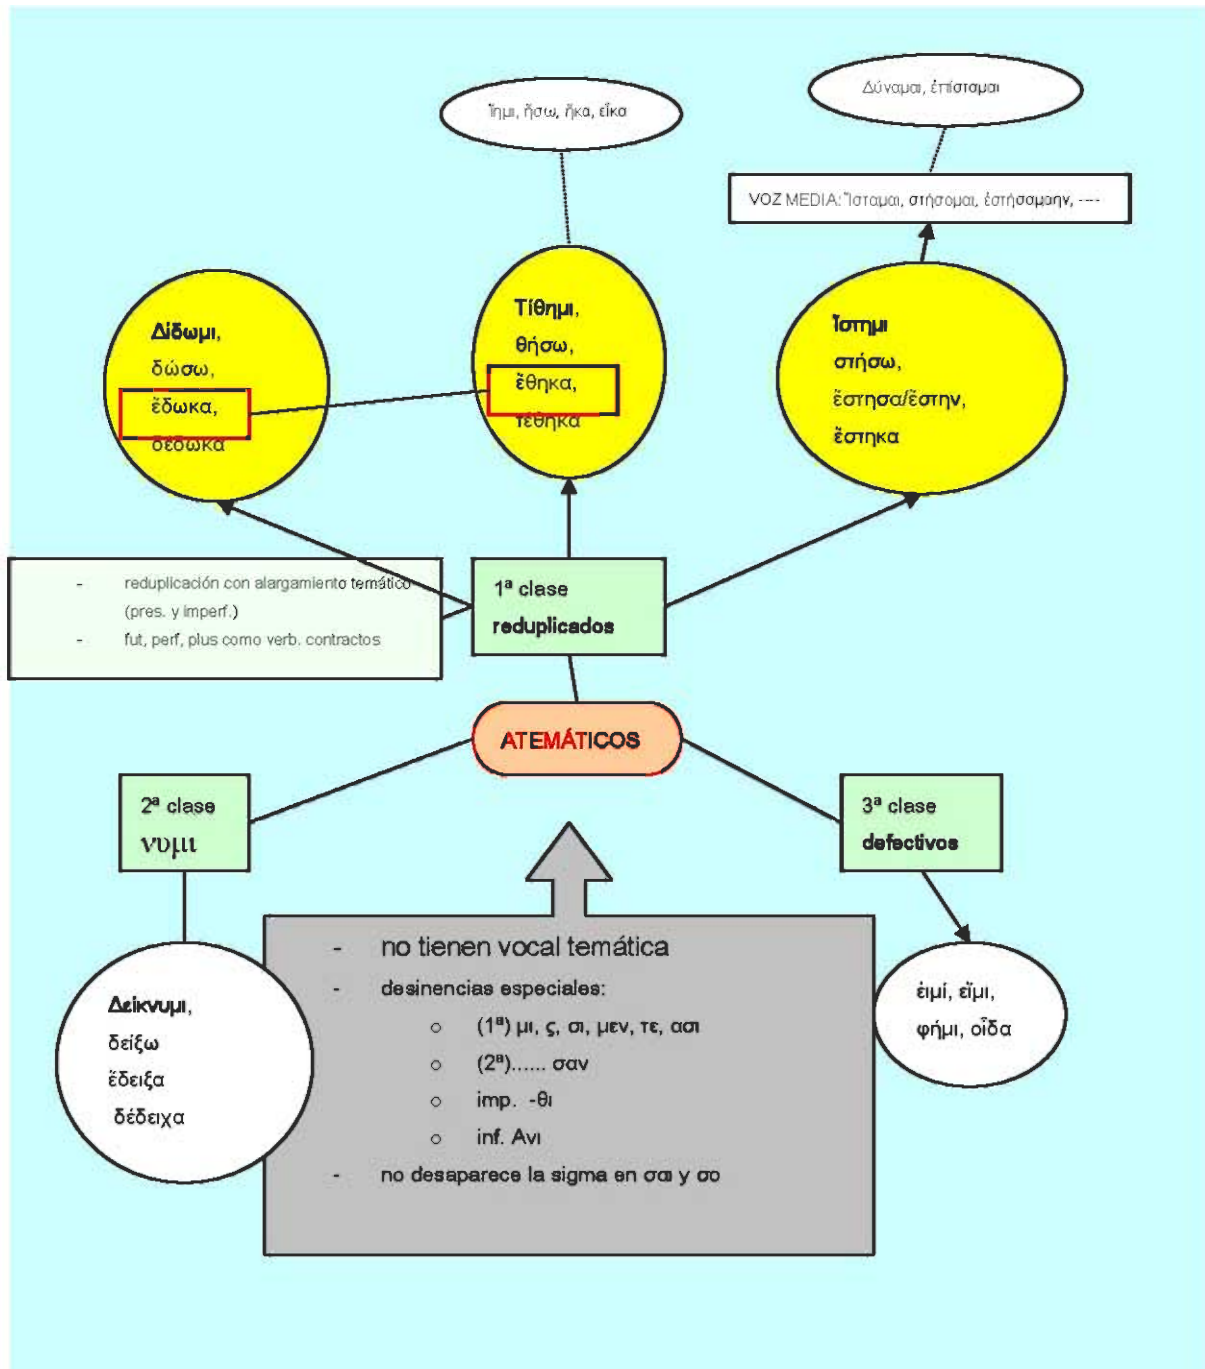 Ἵημι, ἥσω, ἧκα, εἷκα
Δύναμαι, ἐπίσταμαι
VOZ MEDIA: Ἵσταμαι, στήσομαι, ἐστήσαμαην, ----
Δίδωμι,
δώσω,
ἔδωκα,
δέδωκα
Τίθημι,
θήσω,
ἔθηκα,
τέθηκα
Ἵστημι
στήσω,
ἔστησα/ἔστην,
ἕστηκα
- reduplicación con alargamiento temático
(pres. y imperf.)
- fut, perf, plus como verb. contractos
1ª clase
reduplicados
ATEMÁTICOS
2ª clase
νυμι
3ª clase
defectivos
Δείκνυμι,
δείξω
ἔδειξα
δέδειχα
- no tienen vocal temática
- desinencias especiales:
o (1ª) μι, ς, σι, μεν, τε, ασι
o (2ª)...... σαν
o imp. -θι
o inf. Ανι
- no desaparece la sigma en σαι y σο
ἐιμί, εἶμι,
φήμι, οἶδα